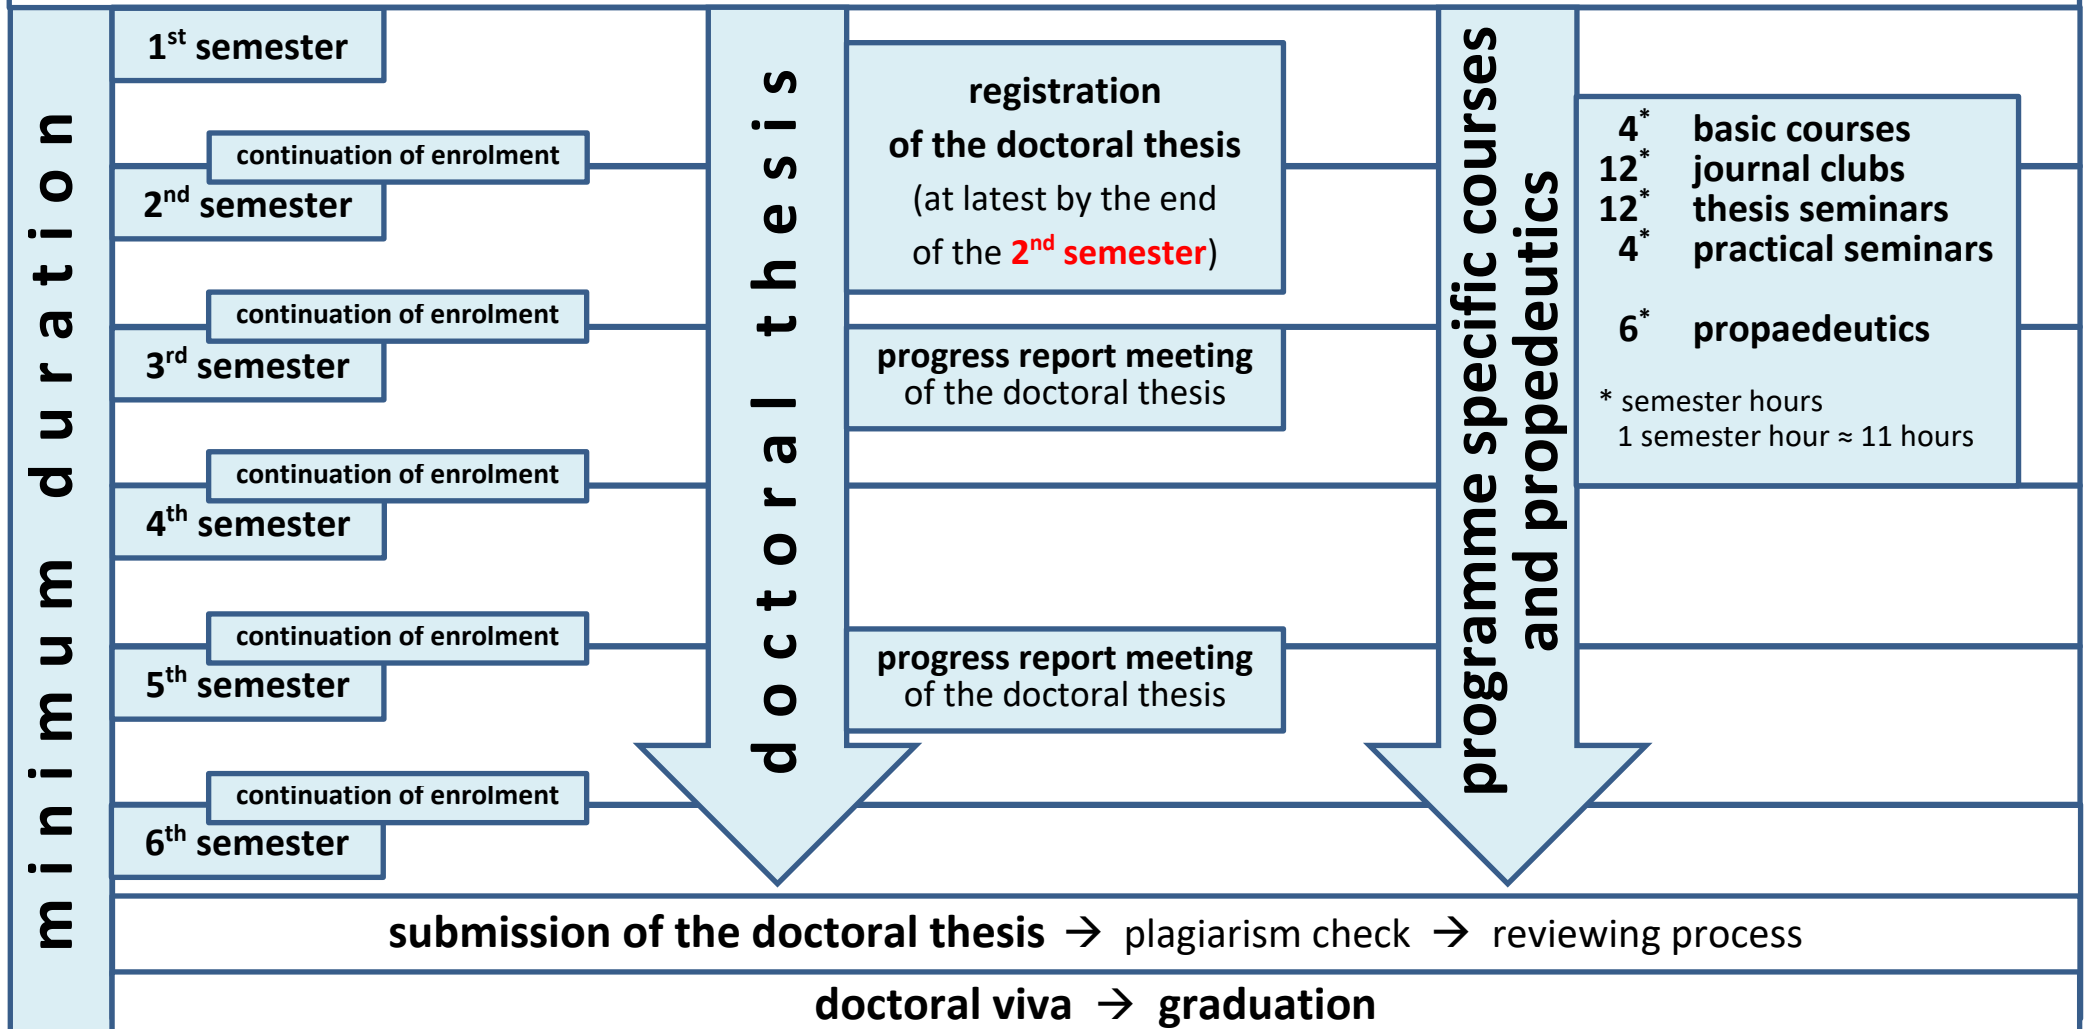 minimum duration
1st semester
continuation of enrolment
2nd semester
continuation of enrolment
3rd semester
continuation of enrolment
4th semester
continuation of enrolment
5th semester
continuation of enrolment
6th semester
doctoral thesis
registration
of the doctoral thesis
(at latest by the end
of the 2nd semester)
progress report meeting
of the doctoral thesis
progress report meeting
of the doctoral thesis
programme specific courses
and propedeutics
4* basic courses
12* journal clubs
12* thesis seminars
4* practical seminars
6* propaedeutics
* semester hours
1 semester hour ≈ 11 hours
submission of the doctoral thesis → plagiarism check → reviewing process
doctoral viva → graduation